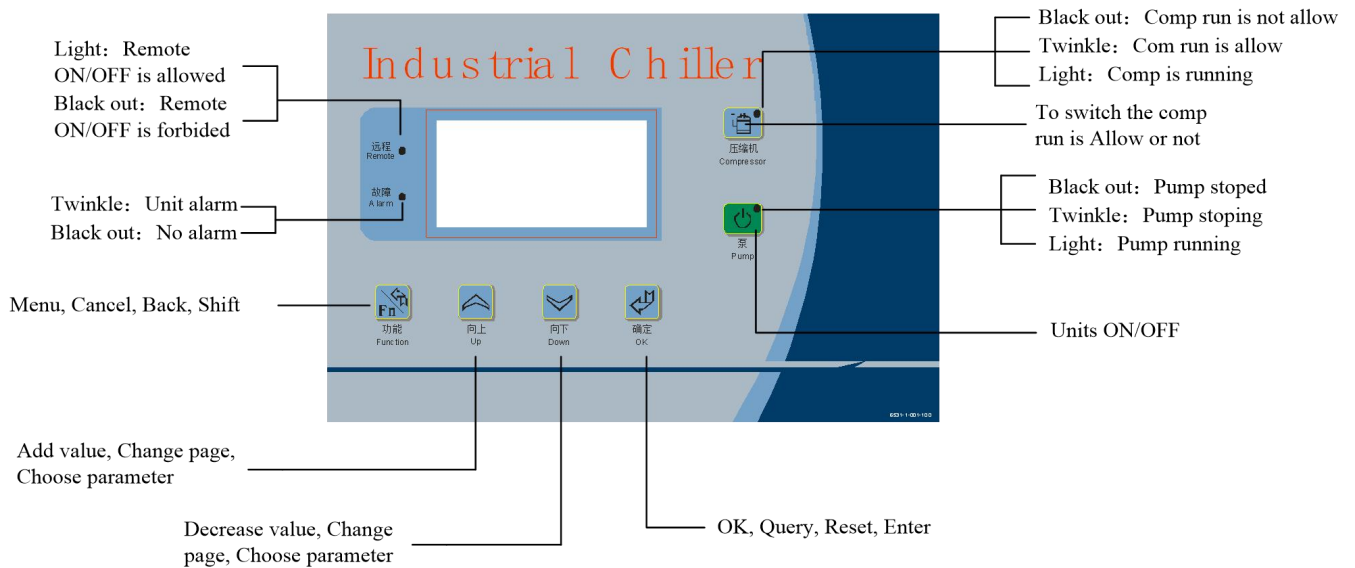 Light：Remote
ON/OFF is allowed
Black out：Remote
ON/OFF is forbided
Twinkle：Unit alarm
Black out：No alarm
Menu, Cancel, Back, Shift
Add value, Change page,
Choose parameter
Decrease value, Change
page, Choose parameter
Industrial Chiller
远程
Remote
故障
Alarm
压缩机
Compressor
泵
Pump
Fn
功能
Function
向上
Up
向下
Down
确定
OK
6531-1-001-100
Black out：Comp run is not allow
Twinkle：Com run is allow
Light：Comp is running
To switch the comp
run is Allow or not
Black out：Pump stoped
Twinkle：Pump stoping
Light：Pump running
Units ON/OFF
OK, Query, Reset, Enter